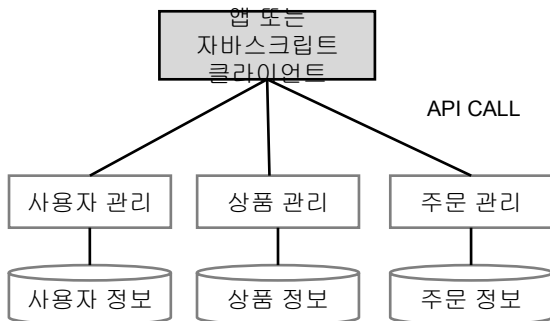 앱 또는
자바스크립트
클라이언트
API CALL
사용자 관리
상품 관리
주문 관리
사용자 정보
상품 정보
주문 정보